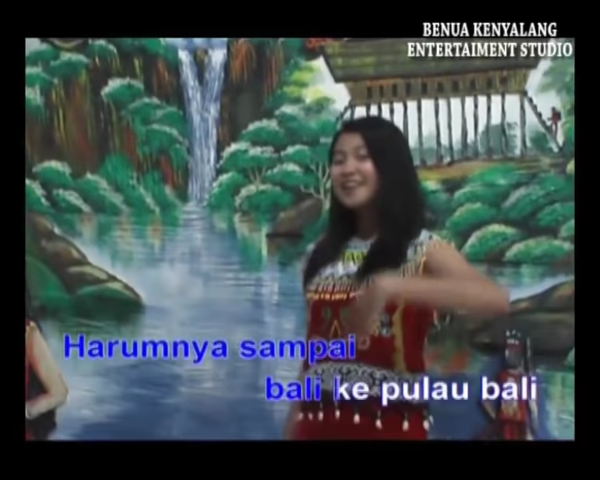 BENUA KENYALANG
ENTERTAIMENT STUDIO
Harumnya sampai
bali ke pulau bali